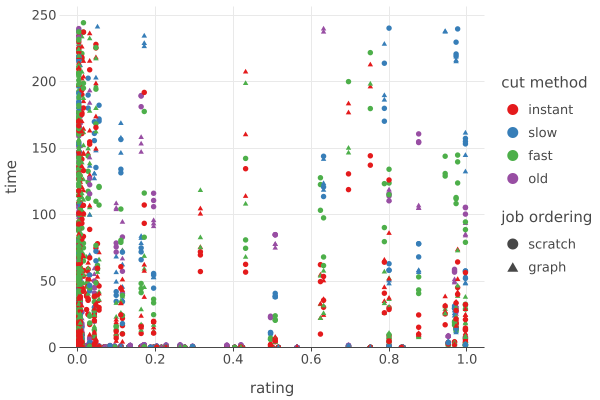 250
200
150
100
50
0
time
0.0
0.2
0.4
0.6
0.8
1.0
rating
cut method
instant
slow
fast
old
job ordering
scratch
graph